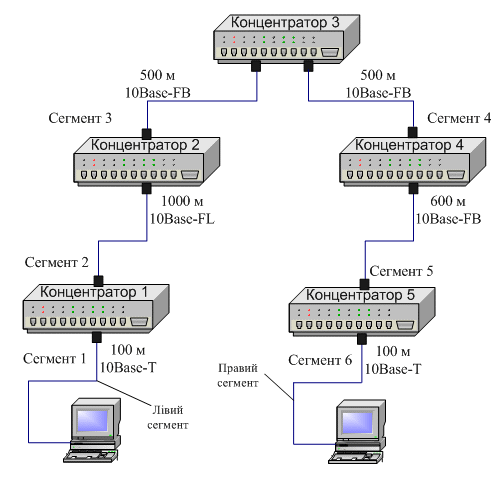 Концентратор 3
500 м
10Base-FB
500 м
10Base-FB
Сегмент 3
Сегмент 4
Концентратор 2
Концентратор 4
1000 м
10Base-FL
600 м
10Base-FB
Сегмент 2
Сегмент 5
Концентратор 1
Концентратор 5
Сегмент 1
100 м
10Base-T
Сегмент 6
100 м
10Base-T
Правий
сегмент
Лівий
сегмент